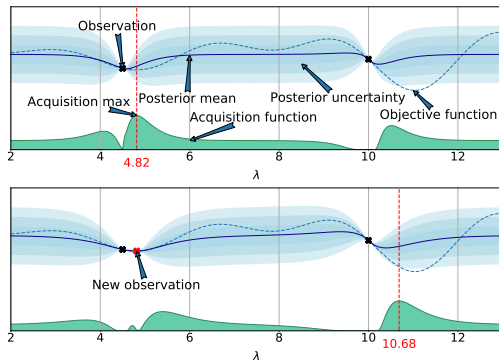 Observation
Acquisition max
Posterior mean
Posterior uncertainty
Acquisition function
Objective function
2 4 6 8 10 12
4.82
λ
New observation
2 4 6 8 10 12
10.68
λ